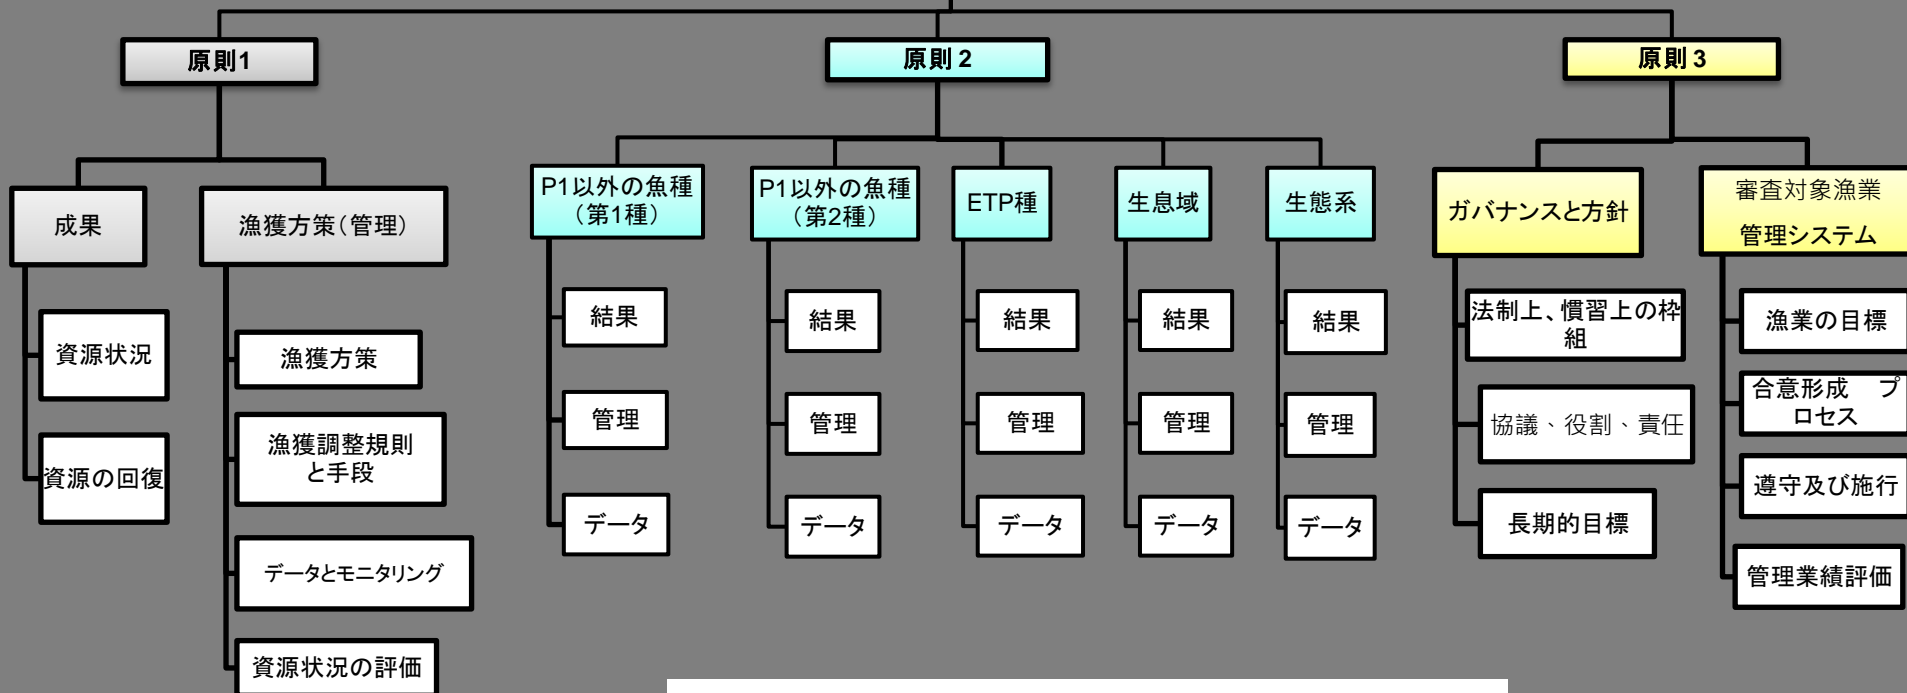 原則1
原則 2
原則 3
成果
漁獲方策(管理)
資源状況
資源の回復
漁獲方策
漁獲調整規則
と手段
データとモニタリング
資源状況の評価
P1以外の魚種
(第1種)
P1以外の魚種
(第2種)
ETP種
生息域
生態系
結果
結果
結果
結果
結果
管理
管理
管理
管理
管理
データ
データ
データ
データ
データ
ガバナンスと方針
審査対象漁業
管理システム
法制上、慣習上の枠
組
協議、役割、責任
長期的目標
漁業の目標
合意形成　プ
ロセス
遵守及び施行
管理業績評価